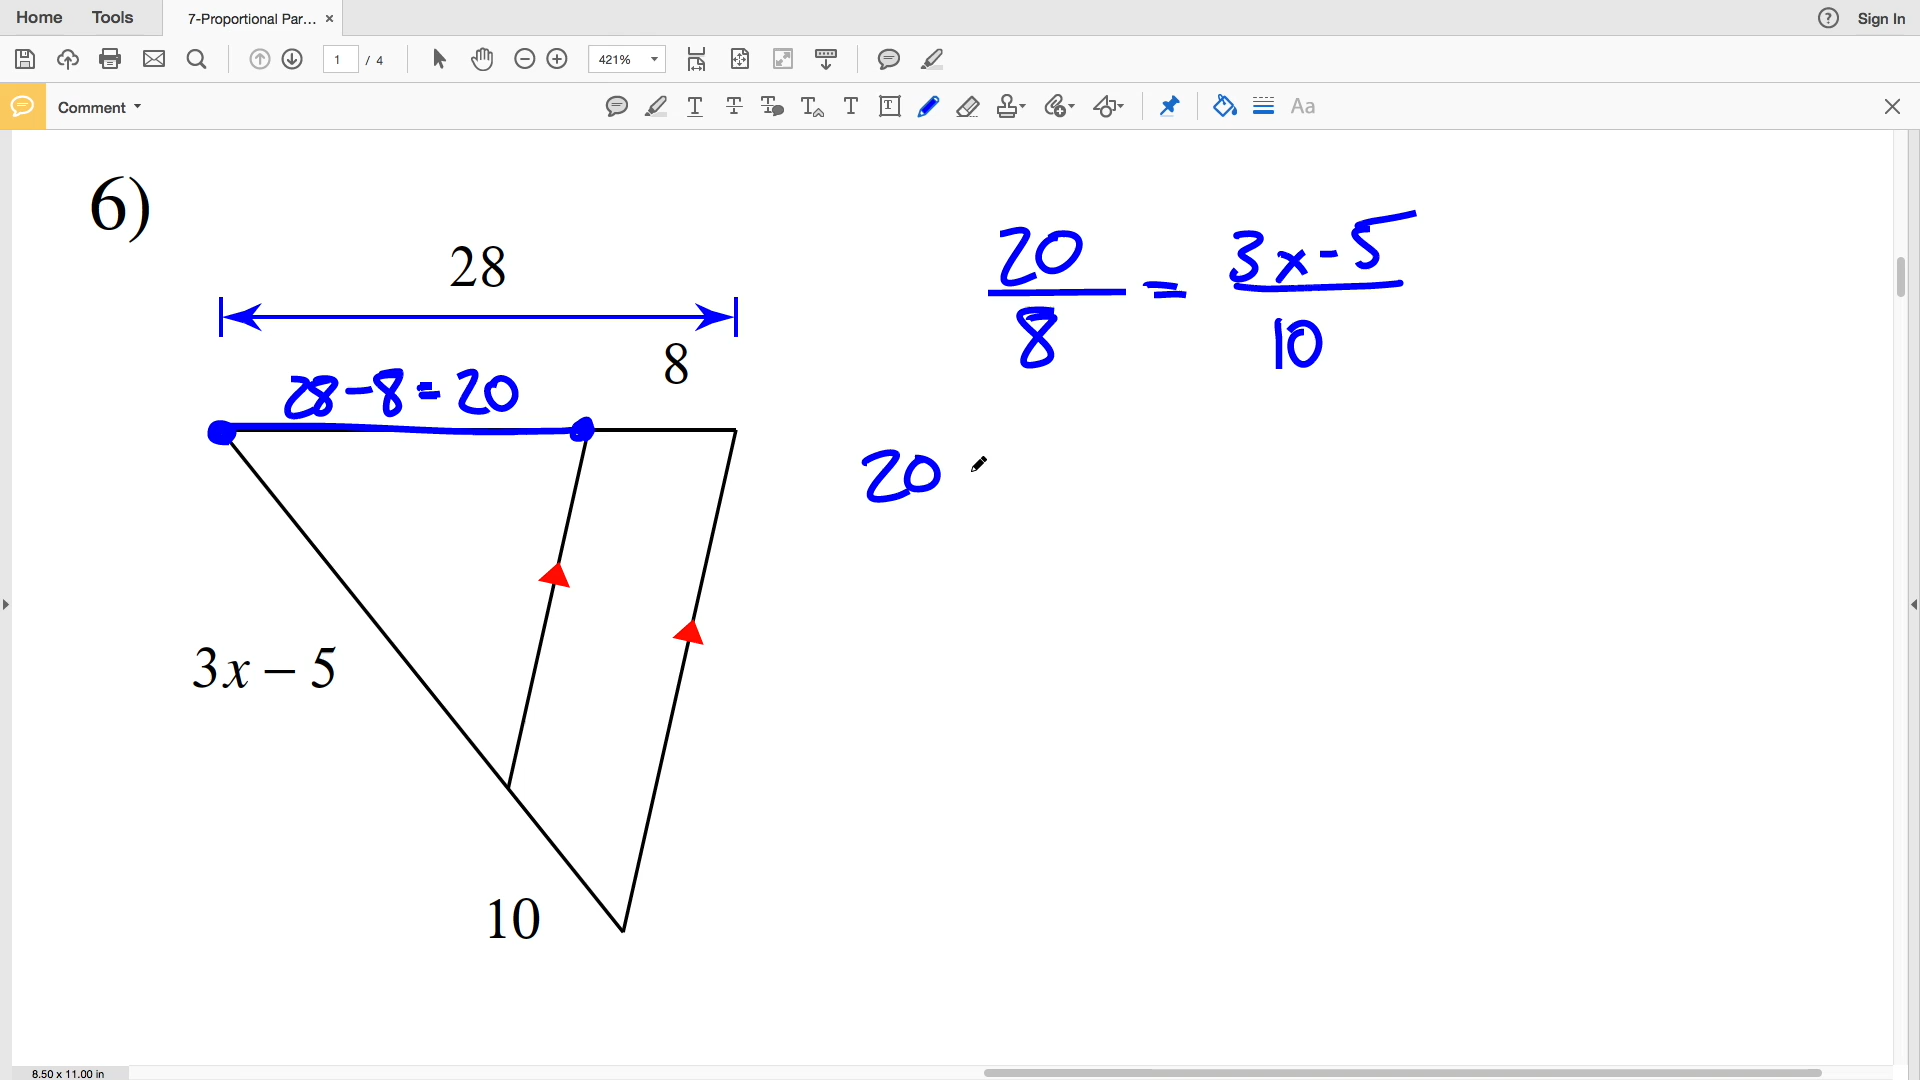 Home Tools 7-Proportional Par... × ? Sign In
1 / 4 421%
Comment T T T T T T Aa
6)
28
20/8 = 3x-5/10
8
28-8=20
20
3x – 5
10
8.50 x 11.00 in